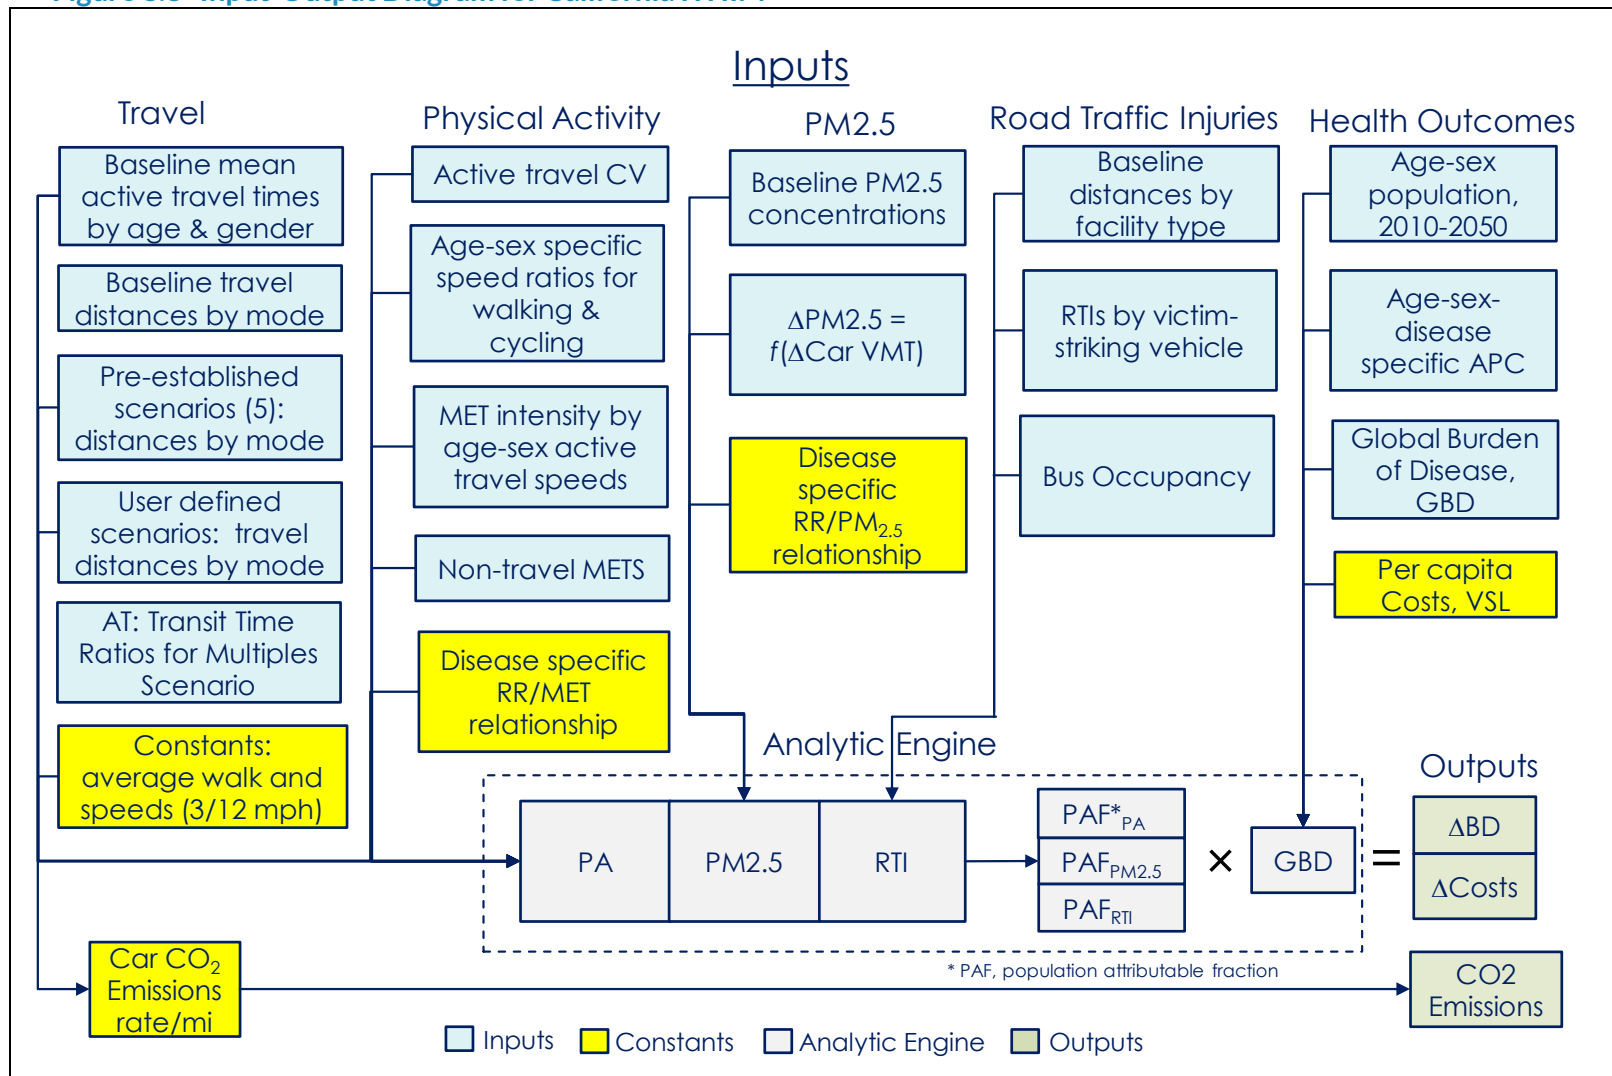 Inputs
Travel
Baseline mean
active travel times
by age & gender
Baseline travel
distances by mode
Pre-established
scenarios (5):
distances by mode
User defined
scenarios: travel
distances by mode
AT: Transit Time
Ratios for Multiples
Scenario
Constants:
average walk and
speeds (3/12 mph)
Car CO2
Emissions
rate/mi
Physical Activity
Active travel CV
Age-sex specific
speed ratios for
walking &
cycling
MET intensity by
age-sex active
travel speeds
Non-travel METS
Disease specific
RR/MET
relationship
PM2.5
Baseline PM2.5
concentrations
ΔPM2.5 =
f(ΔCar VMT)
Disease
specific
RR/PM2.5
relationship
Road Traffic Injuries
Baseline
distances by
facility type
RTIs by victim-
striking vehicle
Bus Occupancy
Health Outcomes
Age-sex
population,
2010-2050
Age-sex-
disease
specific APC
Global Burden
of Disease,
GBD
Per capita
Costs, VSL
Analytic Engine
PA
PM2.5
RTI
PAF*PA
PAFPM2.5
PAFRTI
×
GBD
=
Outputs
ΔBD
ΔCosts
* PAF, population attributable fraction
CO2
Emissions
Inputs
Constants
Analytic Engine
Outputs